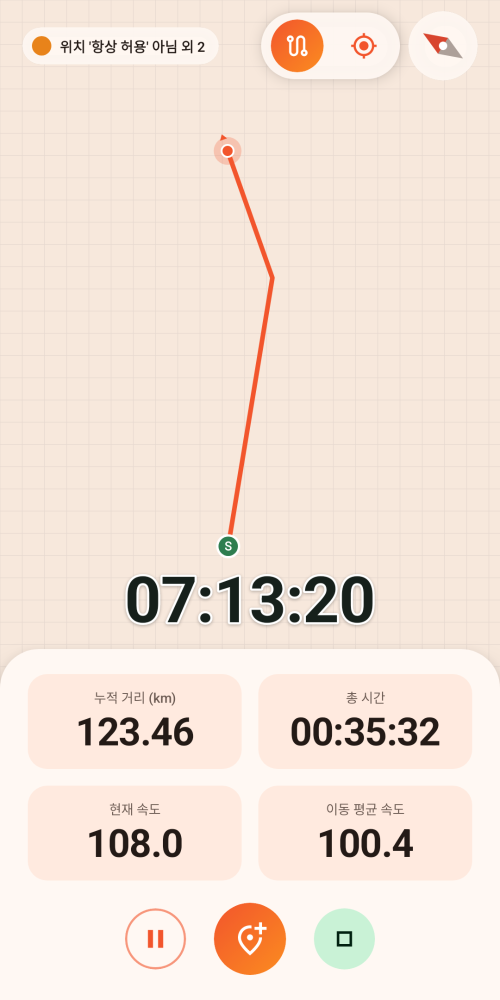 위치 '항상 허용' 아님 외 2
S
07:13:20
누적 거리 (km)
123.46
총 시간
00:35:32
현재 속도
108.0
이동 평균 속도
100.4